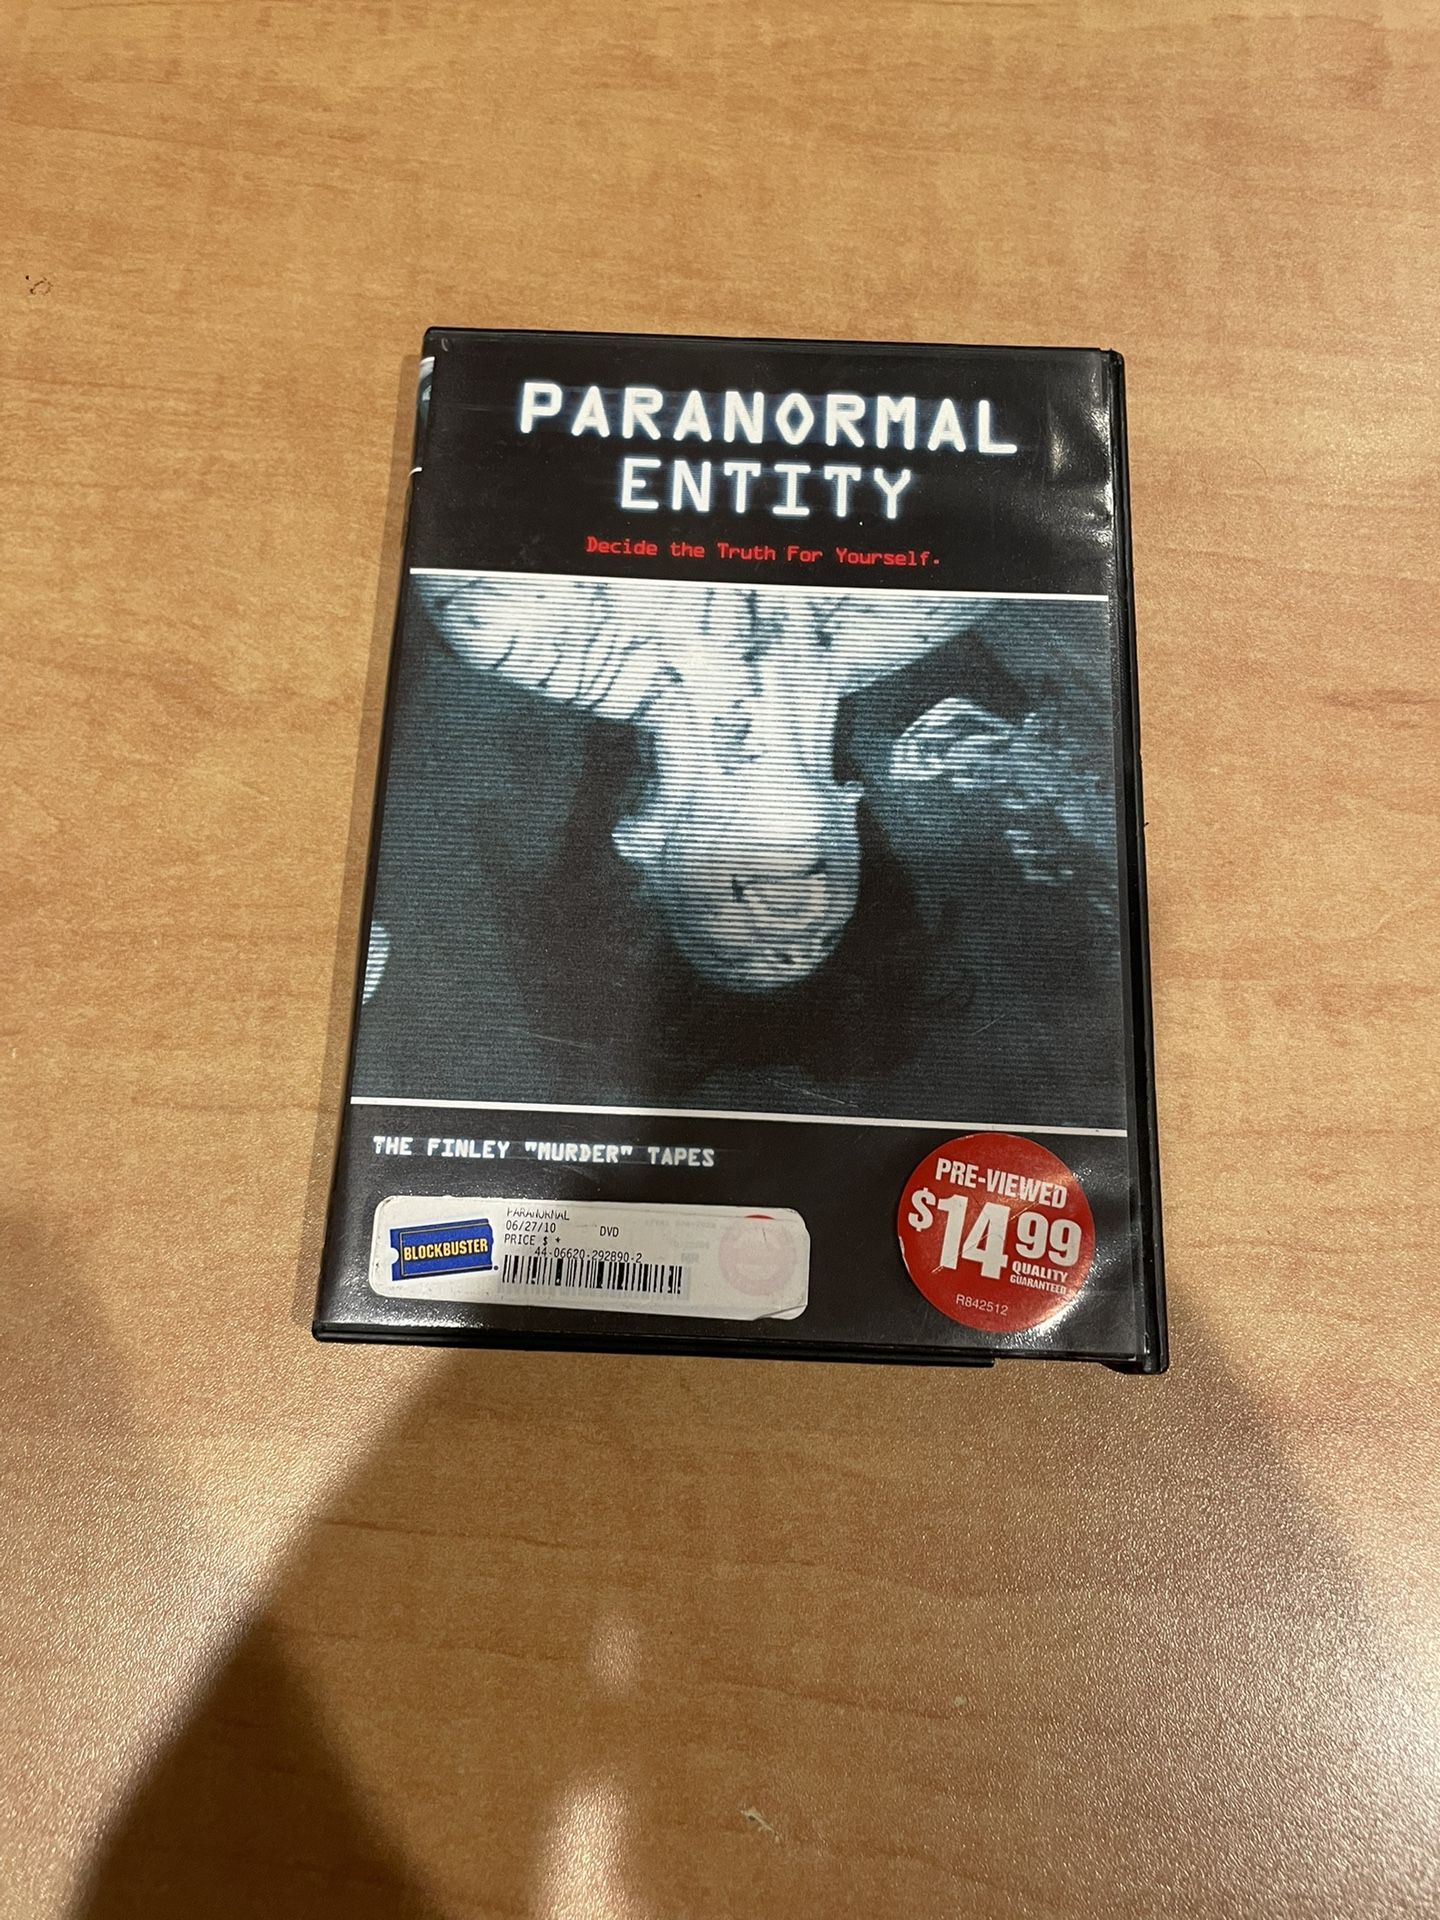 PARANORMAL
ENTITY
Decide the Truth For Yourself.
THE FINLEY "MURDER" TAPES
BLOCKBUSTER
PARANORMAL
06/27/10 DVD
PRICE $ *
44-06620-292890-2
PRE-VIEWED
$14.99
QUALITY
GUARANTEED
R842512